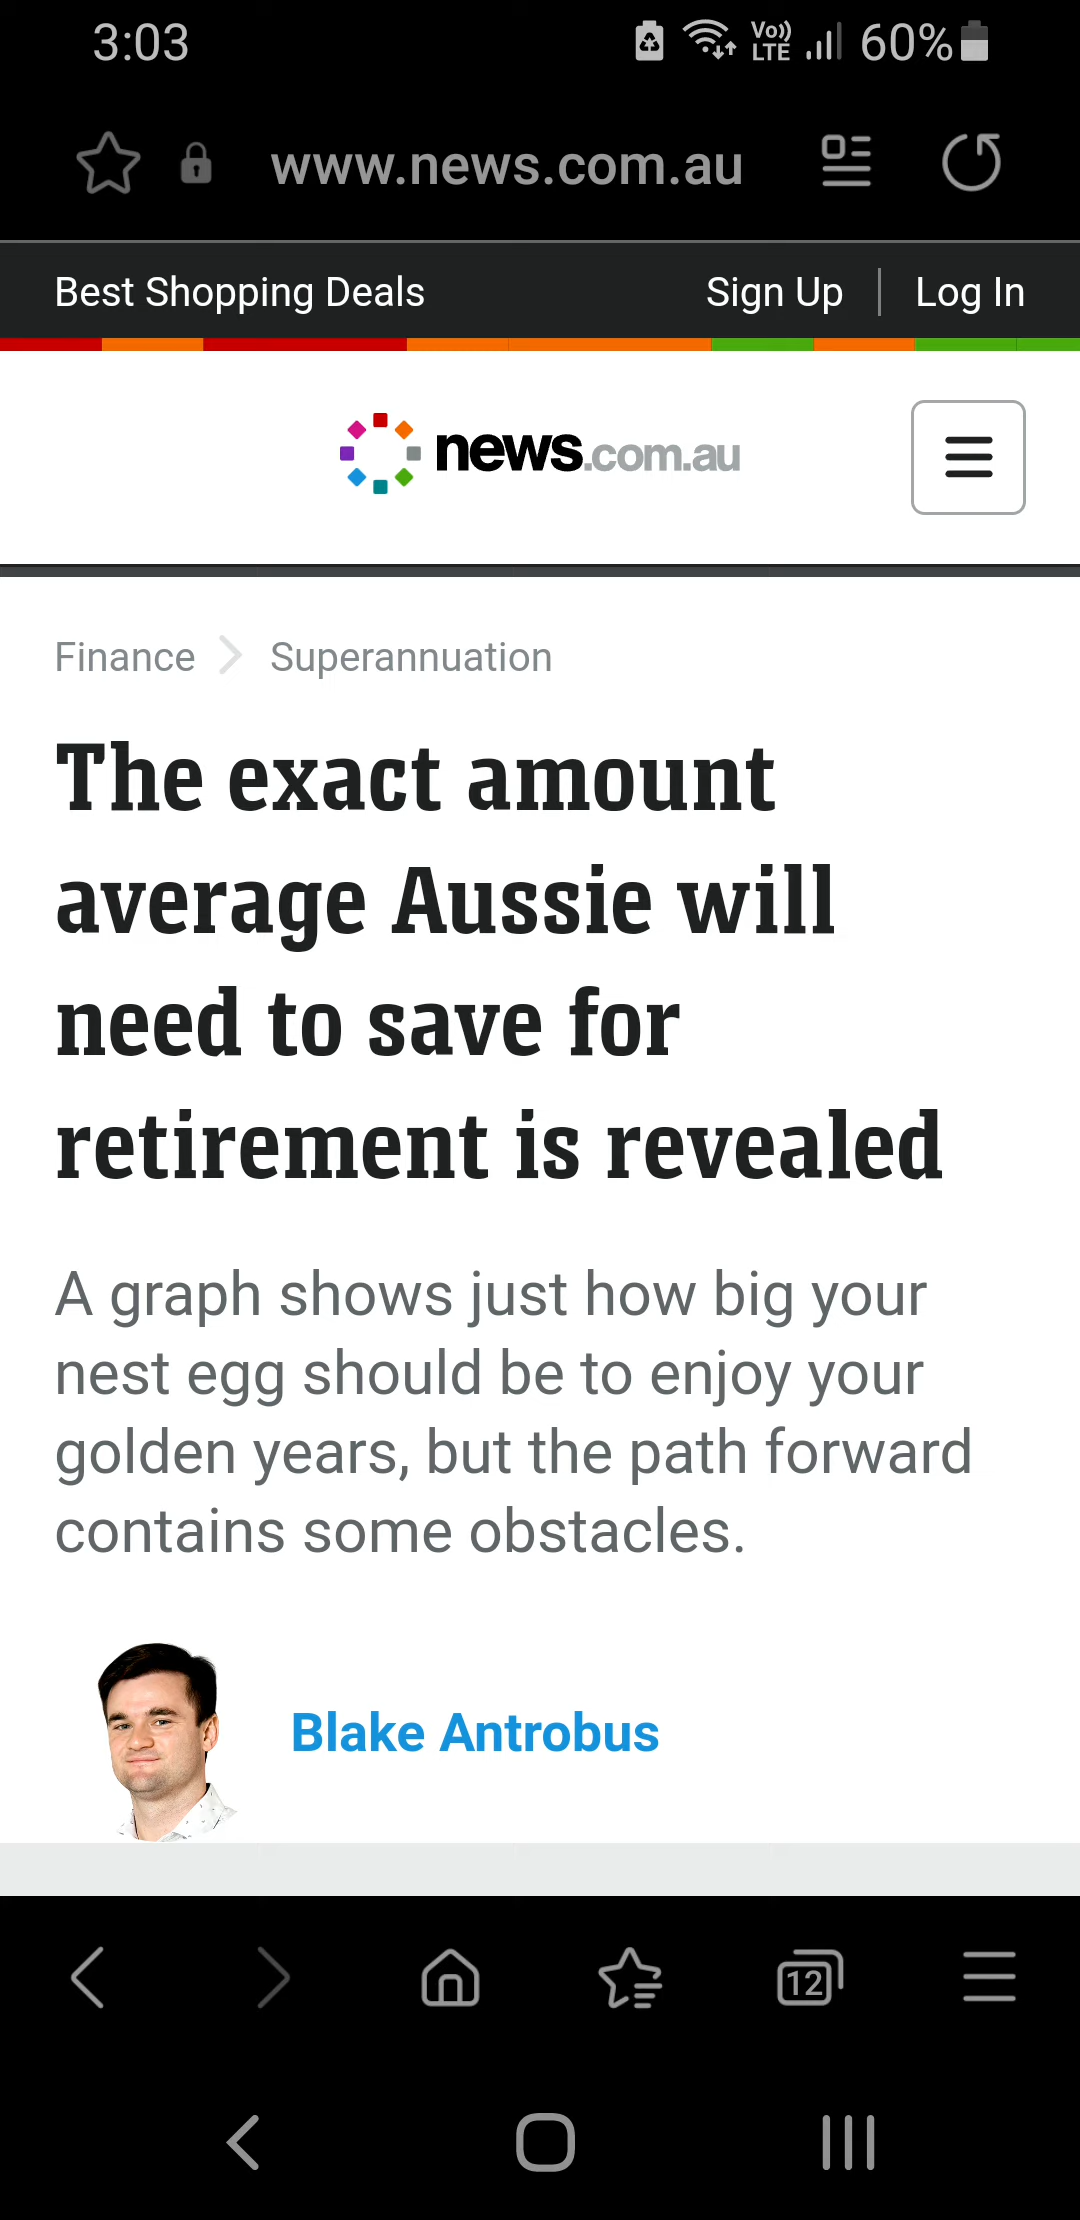 3:03 Vo)) LTE 60%
www.news.com.au
Best Shopping Deals Sign Up Log In
news.com.au
Finance Superannuation
The exact amount
average Aussie will
need to save for
retirement is revealed
A graph shows just how big your
nest egg should be to enjoy your
golden years, but the path forward
contains some obstacles.
Blake Antrobus
12